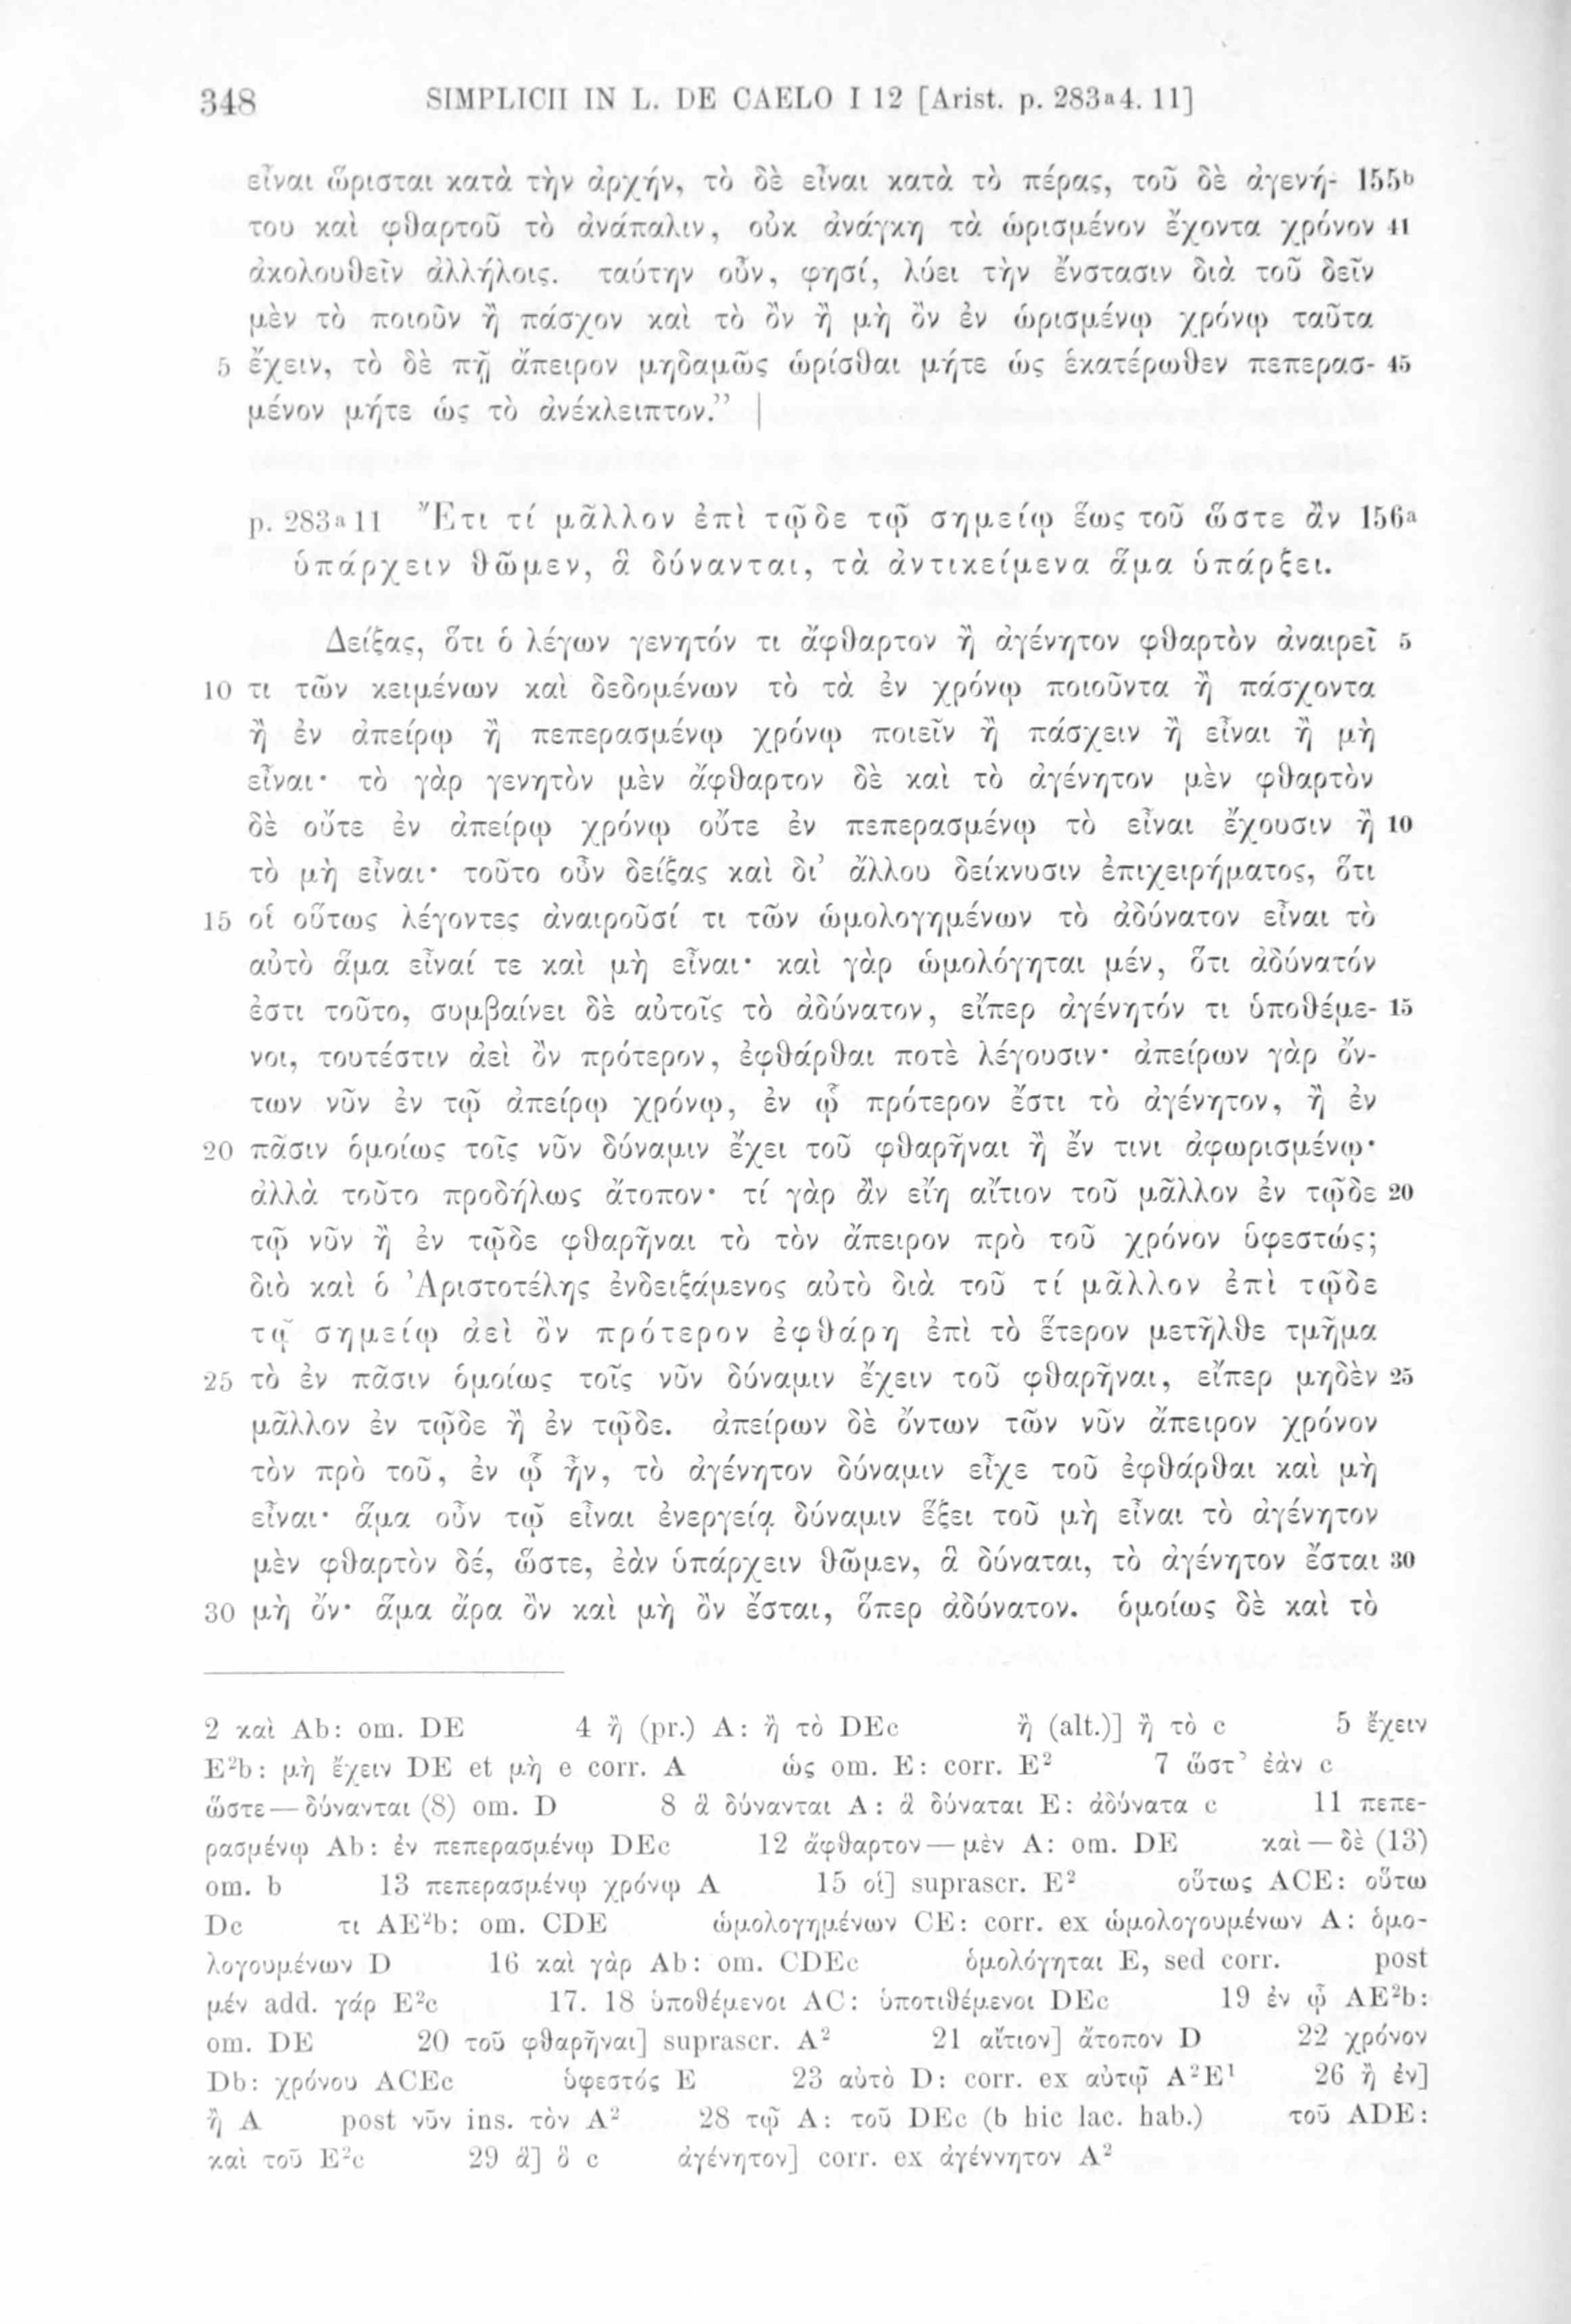 348 SIMPLICII IN L. DE CAELO I 12 [Arist. p. 283ᵃ4. 11]
εἶναι ὥρισται κατὰ τὴν ἀρχήν, τὸ δὲ εἶναι κατὰ τὸ πέρας, τοῦ δὲ ἀγενή- 155ᵇ
του καὶ φθαρτοῦ τὸ ἀνάπαλιν, οὐκ ἀνάγκη τὰ ὡρισμένον ἔχοντα χρόνον 41
ἀκολουθεῖν ἀλλήλοις. ταύτην οὖν, φησί, λύει τὴν ἔνστασιν διὰ τοῦ δεῖν
μὲν τὸ ποιοῦν ἢ πάσχον καὶ τὸ ὂν ἢ μὴ ὂν ἐν ὡρισμένῳ χρόνῳ ταῦτα
5 ἔχειν, τὸ δὲ πῇ ἄπειρον μηδαμῶς ὡρίσθαι μήτε ὡς ἑκατέρωθεν πεπερασ- 45
μένον μήτε ὡς τὸ ἀνέκλειπτον.” |
p. 283ᵃ11 Ἔτι τί μᾶλλον ἐπὶ τῷδε τῷ σημείῳ ἕως τοῦ ὥστε ἂν 156ᵃ
ὑπάρχειν θῶμεν, ἃ δύνανται, τὰ ἀντικείμενα ἅμα ὑπάρξει.
Δείξας, ὅτι ὁ λέγων γενητόν τι ἄφθαρτον ἢ ἀγένητον φθαρτὸν ἀναιρεῖ 5
10 τι τῶν κειμένων καὶ δεδομένων τὸ τὰ ἐν χρόνῳ ποιοῦντα ἢ πάσχοντα
ἢ ἐν ἀπείρῳ ἢ πεπερασμένῳ χρόνῳ ποιεῖν ἢ πάσχειν ἢ εἶναι ἢ μὴ
εἶναι· τὸ γὰρ γενητὸν μὲν ἄφθαρτον δὲ καὶ τὸ ἀγένητον μὲν φθαρτὸν
δὲ οὔτε ἐν ἀπείρῳ χρόνῳ οὔτε ἐν πεπερασμένῳ τὸ εἶναι ἔχουσιν ἢ 10
τὸ μὴ εἶναι· τοῦτο οὖν δείξας καὶ δι’ ἄλλου δείκνυσιν ἐπιχειρήματος, ὅτι
15 οἱ οὕτως λέγοντες ἀναιροῦσί τι τῶν ὡμολογημένων τὸ ἀδύνατον εἶναι τὸ
αὐτὸ ἅμα εἶναί τε καὶ μὴ εἶναι· καὶ γὰρ ὡμολόγηται μέν, ὅτι ἀδύνατόν
ἐστι τοῦτο, συμβαίνει δὲ αὐτοῖς τὸ ἀδύνατον, εἴπερ ἀγένητόν τι ὑποθέμε- 15
νοι, τουτέστιν ἀεὶ ὂν πρότερον, ἐφθάρθαι ποτὲ λέγουσιν· ἀπείρων γὰρ ὄν-
των νῦν ἐν τῷ ἀπείρῳ χρόνῳ, ἐν ᾧ πρότερον ἔστι τὸ ἀγένητον, ἢ ἐν
20 πᾶσιν ὁμοίως τοῖς νῦν δύναμιν ἔχει τοῦ φθαρῆναι ἢ ἔν τινι ἀφωρισμένῳ·
ἀλλὰ τοῦτο προδήλως ἄτοπον· τί γὰρ ἂν εἴη αἴτιον τοῦ μᾶλλον ἐν τῷδε 20
τῷ νῦν ἢ ἐν τῷδε φθαρῆναι τὸ τὸν ἄπειρον πρὸ τοῦ χρόνον ὑφεστώς;
διὸ καὶ ὁ Ἀριστοτέλης ἐνδειξάμενος αὐτὸ διὰ τοῦ τί μᾶλλον ἐπὶ τῷδε
τῷ σημείῳ ἀεὶ ὂν πρότερον ἐφθάρη ἐπὶ τὸ ἕτερον μετῆλθε τμῆμα
25 τὸ ἐν πᾶσιν ὁμοίως τοῖς νῦν δύναμιν ἔχειν τοῦ φθαρῆναι, εἴπερ μηδὲν 25
μᾶλλον ἐν τῷδε ἢ ἐν τῷδε. ἀπείρων δὲ ὄντων τῶν νῦν ἄπειρον χρόνον
τὸν πρὸ τοῦ, ἐν ᾧ ἦν, τὸ ἀγένητον δύναμιν εἶχε τοῦ ἐφθάρθαι καὶ μὴ
εἶναι· ἅμα οὖν τῷ εἶναι ἐνεργείᾳ δύναμιν ἕξει τοῦ μὴ εἶναι τὸ ἀγένητον
μὲν φθαρτὸν δέ, ὥστε, ἐὰν ὑπάρχειν θῶμεν, ἃ δύναται, τὸ ἀγένητον ἔσται 30
30 μὴ ὄν· ἅμα ἄρα ὂν καὶ μὴ ὂν ἔσται, ὅπερ ἀδύνατον. ὁμοίως δὲ καὶ τὸ
2 καὶ Ab: om. DE 4 ἢ (pr.) A: ἢ τὸ DEc ἢ (alt.)] ἢ τὸ c 5 ἔχειν
E²b: μὴ ἔχειν DE et μὴ e corr. A ὡς om. E: corr. E² 7 ὥστ’ ἐὰν c
ὥστε—δύνανται (8) om. D 8 ἃ δύνανται A: ἃ δύναται E: ἀδύνατα c 11 πεπε-
ρασμένῳ Ab: ἐν πεπερασμένῳ DEc 12 ἄφθαρτον—μὲν A: om. DE καὶ—δὲ (13)
om. b 13 πεπερασμένῳ χρόνῳ A 15 οἱ] suprascr. E² οὕτως ACE: οὕτω
Dc τι AE²b: om. CDE ὡμολογημένων CE: corr. ex ὡμολογουμένων A: ὁμο-
λογουμένων D 16 καὶ γὰρ Ab: om. CDEc ὁμολόγηται E, sed corr. post
μέν add. γάρ E²c 17. 18 ὑποθέμενοι AC: ὑποτιθέμενοι DEc 19 ἐν ᾧ AE²b:
om. DE 20 τοῦ φθαρῆναι] suprascr. A² 21 αἴτιον] ἄτοπον D 22 χρόνον
Db: χρόνου ACEc ὑφεστός E 23 αὐτὸ D: corr. ex αὐτῷ A²E¹ 26 ἢ ἐν]
ἢ A post νῦν ins. τὸν A² 28 τῷ A: τοῦ DEc (b hic lac. hab.) τοῦ ADE:
καὶ τοῦ E²c 29 ἃ] ὃ c ἀγένητον] corr. ex ἀγέννητον A²